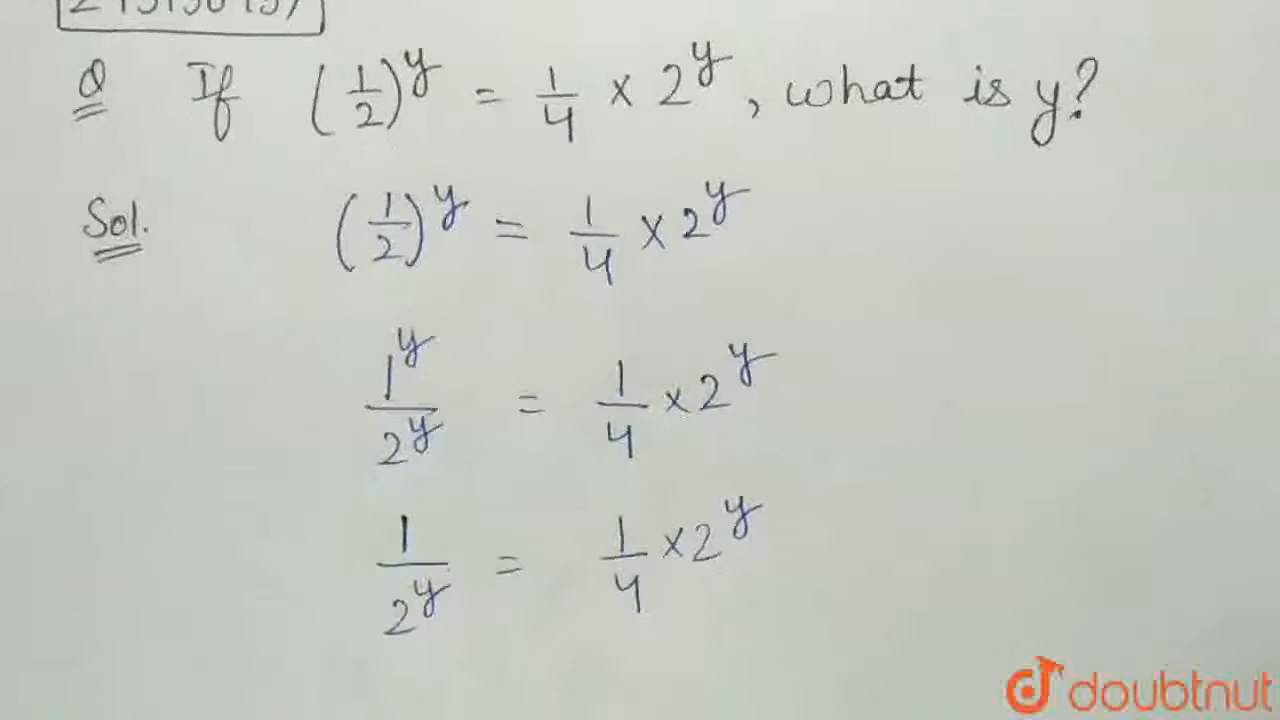 Q If (1/2)^y = 1/4 × 2^y, what is y?
Sol. (1/2)^y = 1/4 × 2^y
1^y/2^y = 1/4 × 2^y
1/2^y = 1/4 × 2^y
doubtnut